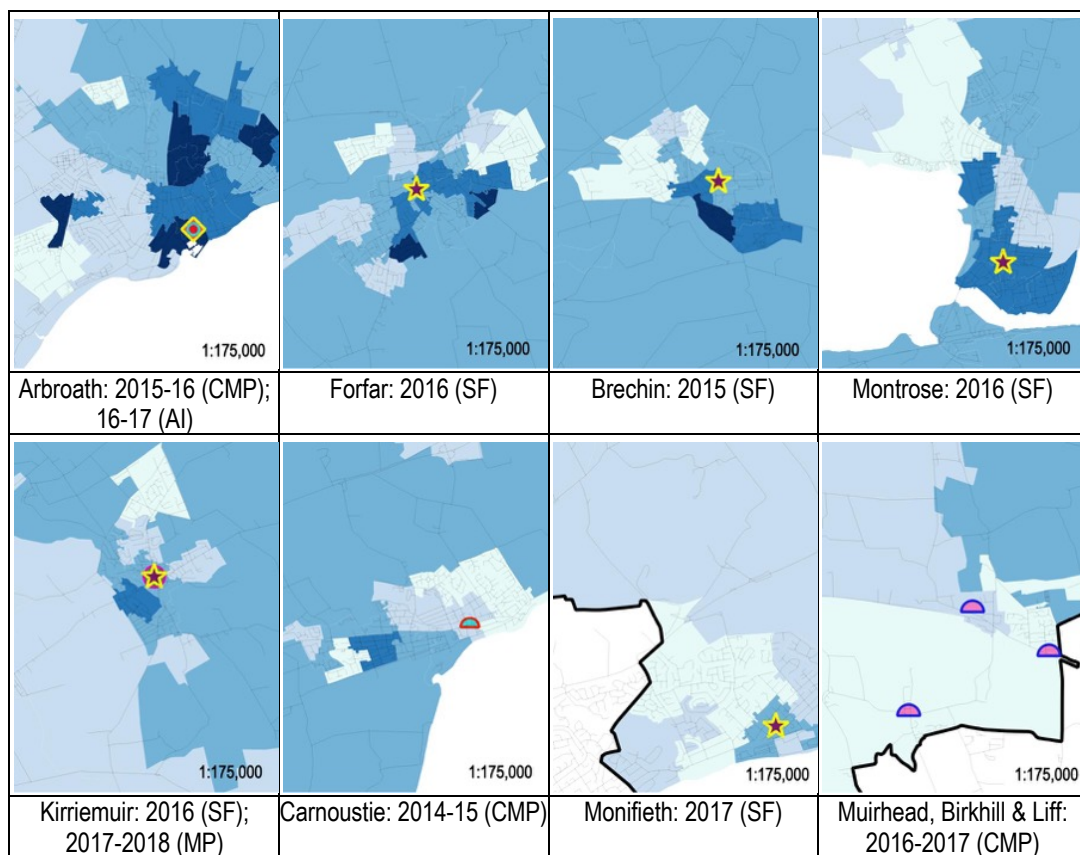 1:175,000
1:175,000
1:175,000
1:175,000
Arbroath: 2015-16 (CMP);
16-17 (AI)
Forfar: 2016 (SF)
Brechin: 2015 (SF)
Montrose: 2016 (SF)
1:175,000
1:175,000
1:175,000
1:175,000
Kirriemuir: 2016 (SF);
2017-2018 (MP)
Carnoustie: 2014-15 (CMP)
Monifieth: 2017 (SF)
Muirhead, Birkhill & Liff:
2016-2017 (CMP)